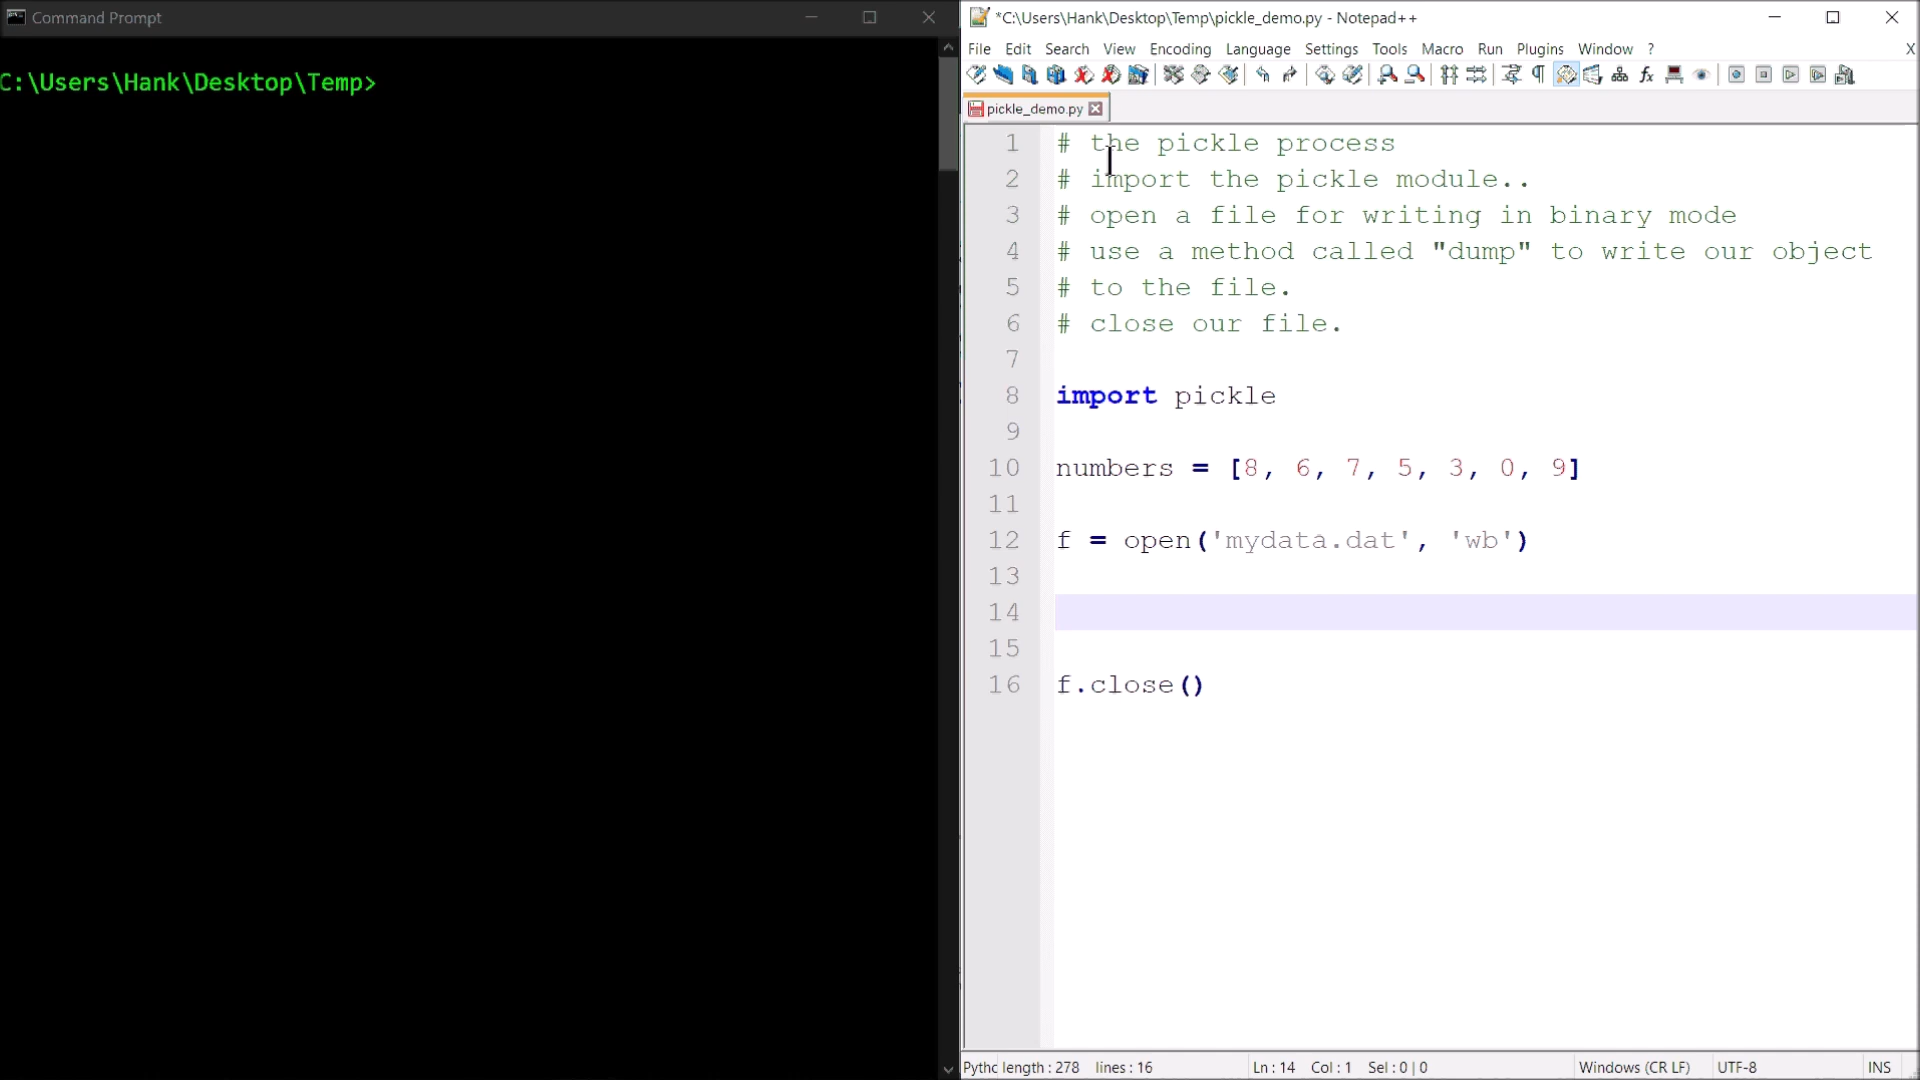 Command Prompt
C:\Users\Hank\Desktop\Temp>
*C:\Users\Hank\Desktop\Temp\pickle_demo.py - Notepad++
File Edit Search View Encoding Language Settings Tools Macro Run Plugins Window ? X
pickle_demo.py
1 # the pickle process
2 # import the pickle module..
3 # open a file for writing in binary mode
4 # use a method called "dump" to write our object
5 # to the file.
6 # close our file.
7
8 import pickle
9
10 numbers = [8, 6, 7, 5, 3, 0, 9]
11
12 f = open('mydata.dat', 'wb')
13
14
15
16 f.close()
Pythc length : 278 lines : 16 Ln : 14 Col : 1 Sel : 0 | 0 Windows (CR LF) UTF-8 INS